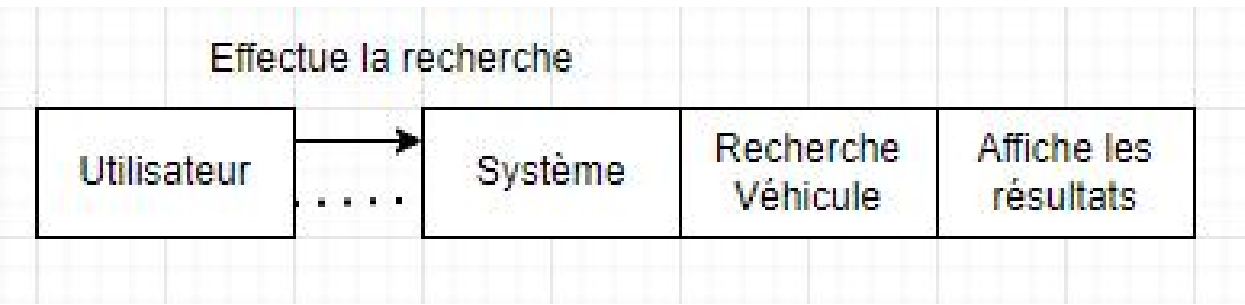 Effectue la recherche
Utilisateur
Système
Recherche
Véhicule
Affiche les
résultats